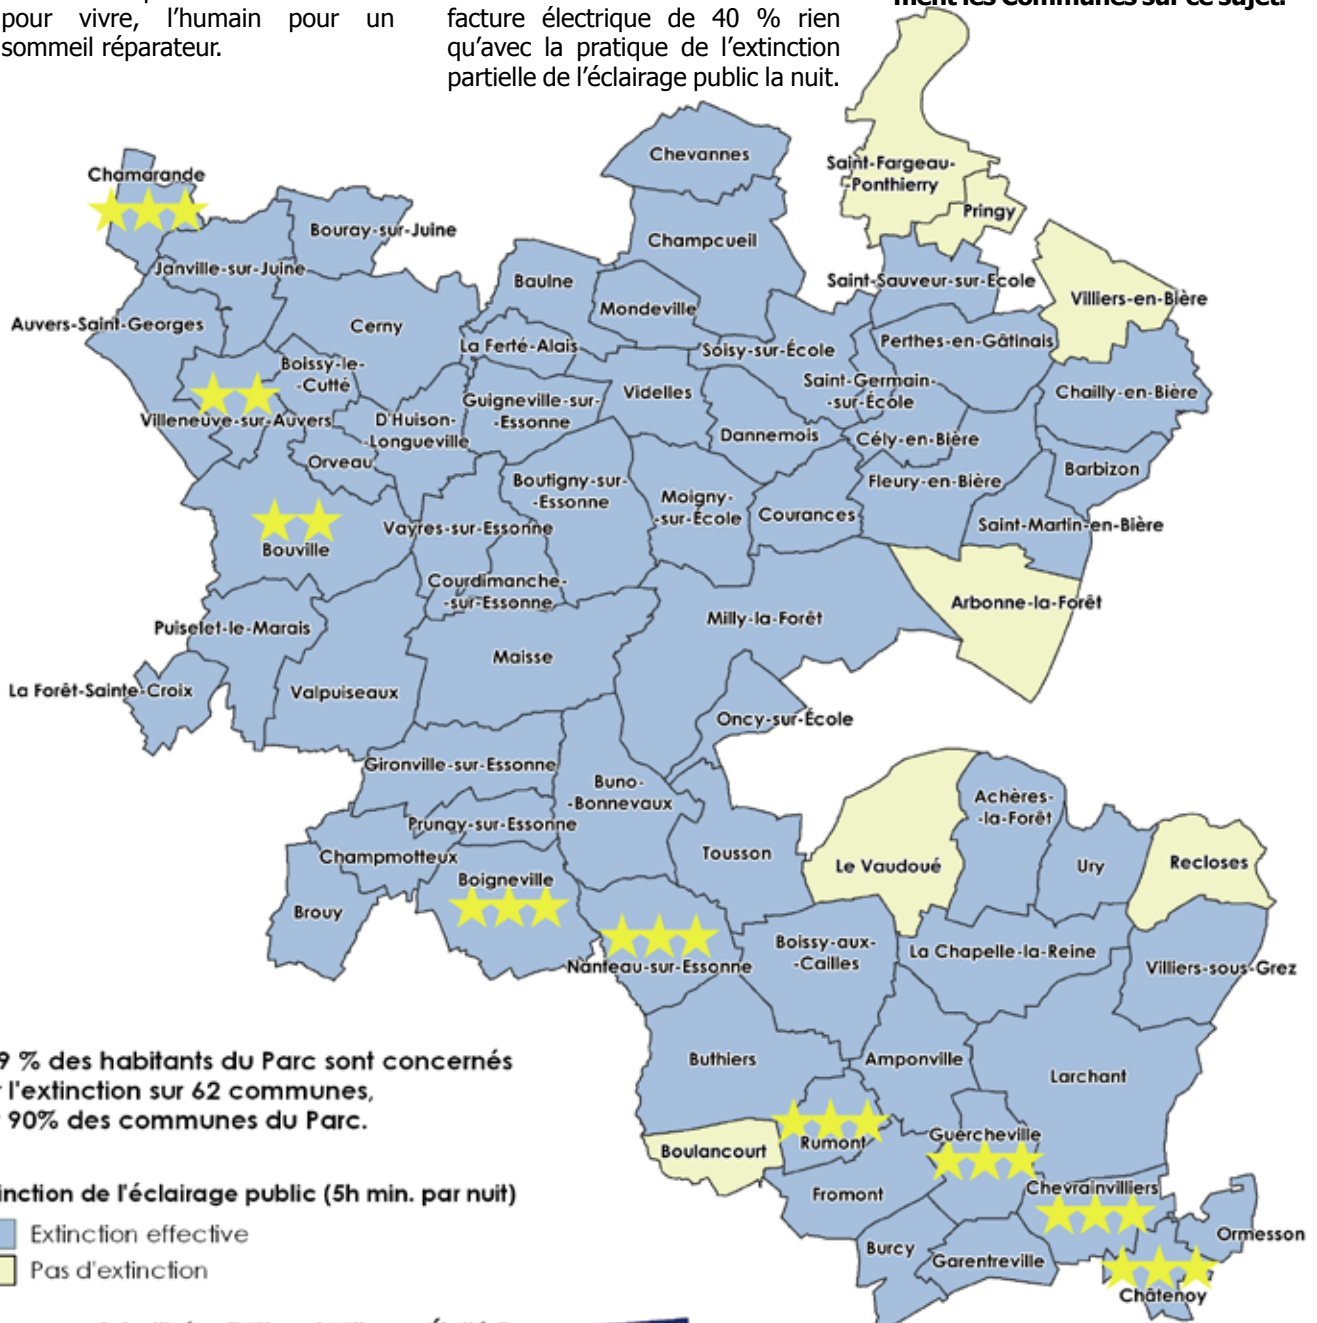 pour vivre, l’humain pour un
sommeil réparateur.
facture électrique de 40 % rien
qu’avec la pratique de l’extinction
partielle de l’éclairage public la nuit.
ment les Communes sur ce sujet.
Chevannes
Saint-Fargeau-
-Ponthierry
Chamarande
Pringy
Bouray-sur-Juine
Champcueil
Janville-sur-Juine
Baulne
Saint-Sauveur-sur-Ecole
Villiers-en-Bière
Mondeville
Auvers-Saint-Georges
Cerny
La Ferté-Alais
Soisy-sur-École
Perthes-en-Gâtinais
Boissy-le-
-Cutté
Videlles
Saint-Germain-
-sur-École
Chailly-en-Bière
Guigneville-sur-
-Essonne
Villeneuve-sur-Auvers
D'Huison-
-Longueville
Dannemois
Cély-en-Bière
Orveau
Barbizon
Boutigny-sur-
-Essonne
Fleury-en-Bière
Moigny-
-sur-École
Courances
Vayres-sur-Essonne
Saint-Martin-en-Bière
Bouville
Courdimanche-
-sur-Essonne
Arbonne-la-Forêt
Milly-la-Forêt
Puiselet-le-Marais
Maisse
La Forêt-Sainte-Croix
Valpuiseaux
Oncy-sur-École
Gironville-sur-Essonne
Buno-
-Bonnevaux
Achères-
-la-Forêt
Prunay-sur-Essonne
Champmotteux
Tousson
Le Vaudoué
Ury
Recloses
Boigneville
Brouy
Boissy-aux-
-Cailles
La Chapelle-la-Reine
Nanteau-sur-Essonne
Villiers-sous-Grez
Buthiers
Amponville
Larchant
Rumont
Guercheville
Boulancourt
Fromont
Chevrainvilliers
Ormesson
Burcy
Garentreville
Châtenoy
9 % des habitants du Parc sont concernés
l'extinction sur 62 communes,
90% des communes du Parc.
inction de l'éclairage public (5h min. par nuit)
Extinction effective
Pas d'extinction